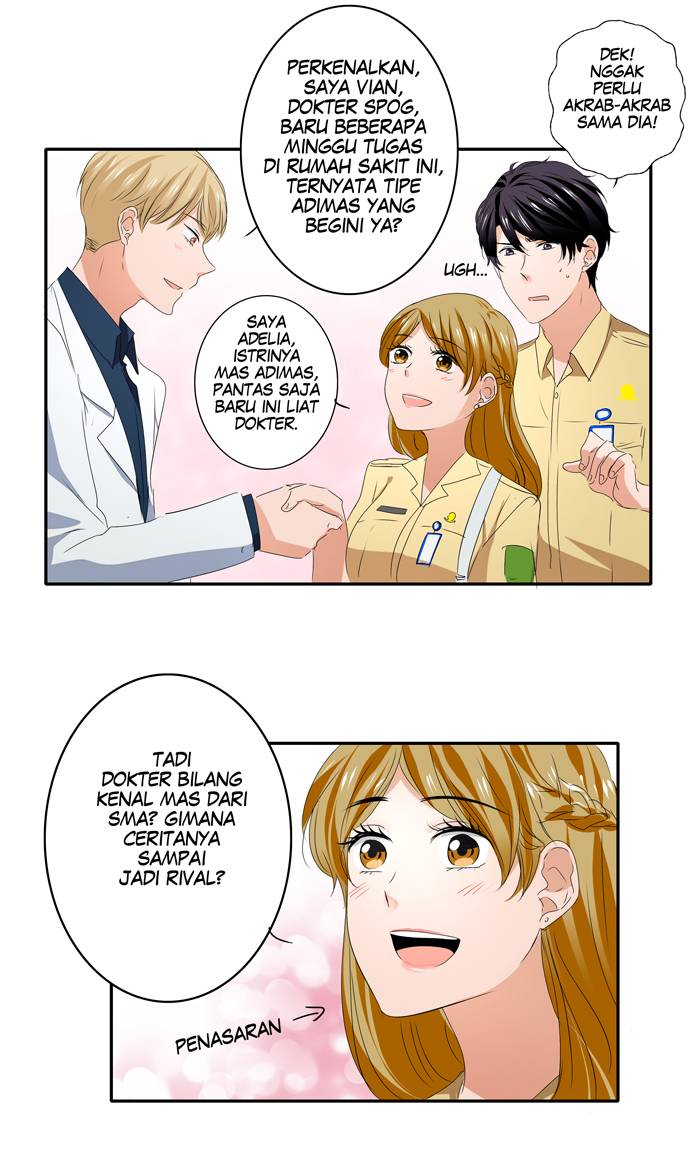 PERKENALKAN,
SAYA VIAN,
DOKTER SPOG,
BARU BEBERAPA
MINGGU TUGAS
DI RUMAH SAKIT INI,
TERNYATA TIPE
ADIMAS YANG
BEGINI YA?
DEK!
NGGAK
PERLU
AKRAB-AKRAB
SAMA DIA!
UGH...
SAYA
ADELIA,
ISTRINYA
MAS ADIMAS,
PANTAS SAJA
BARU INI LIAT
DOKTER.
TADI
DOKTER BILANG
KENAL MAS DARI
SMA? GIMANA
CERITANYA
SAMPAI
JADI RIVAL?
PENASARAN